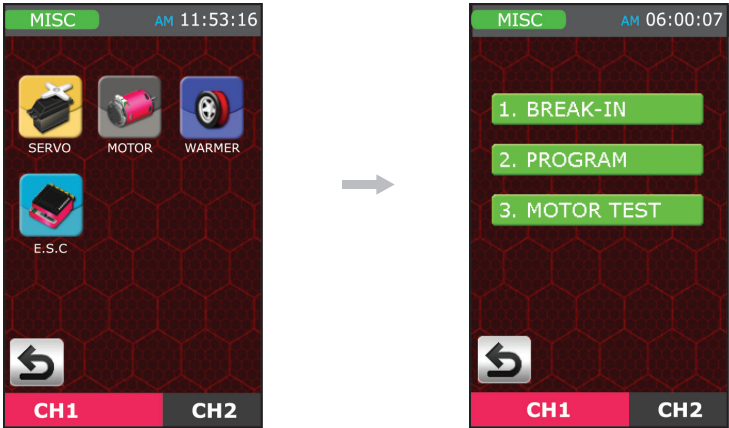 MISC AM 11:53:16
SERVO MOTOR WARMER
E.S.C
CH1 CH2
MISC AM 06:00:07
1. BREAK-IN
2. PROGRAM
3. MOTOR TEST
CH1 CH2